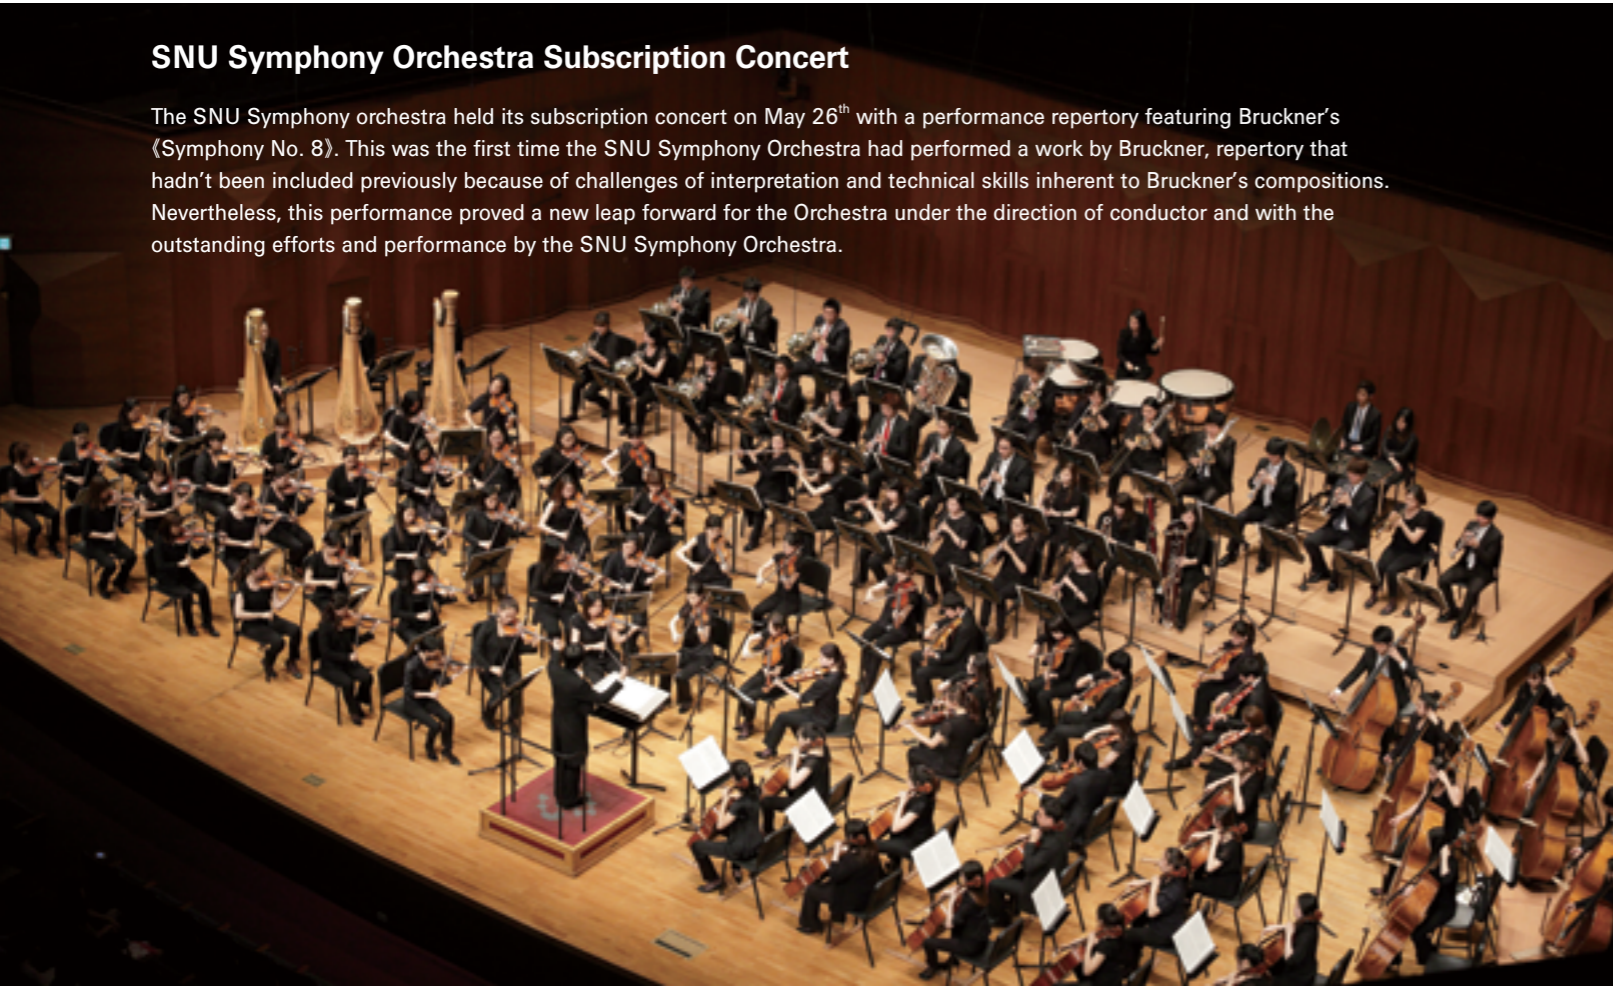 SNU Symphony Orchestra Subscription Concert
The SNU Symphony orchestra held its subscription concert on May 26th with a performance repertory featuring Bruckner’s
《Symphony No. 8》. This was the first time the SNU Symphony Orchestra had performed a work by Bruckner, repertory that
hadn’t been included previously because of challenges of interpretation and technical skills inherent to Bruckner’s compositions.
Nevertheless, this performance proved a new leap forward for the Orchestra under the direction of conductor and with the
outstanding efforts and performance by the SNU Symphony Orchestra.